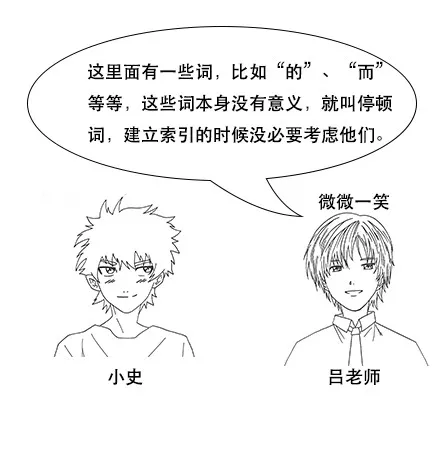 这里面有一些词，比如“的”、“而”
等等，这些词本身没有意义，就叫停顿
词，建立索引的时候没必要考虑他们。
微微一笑
小史
吕老师